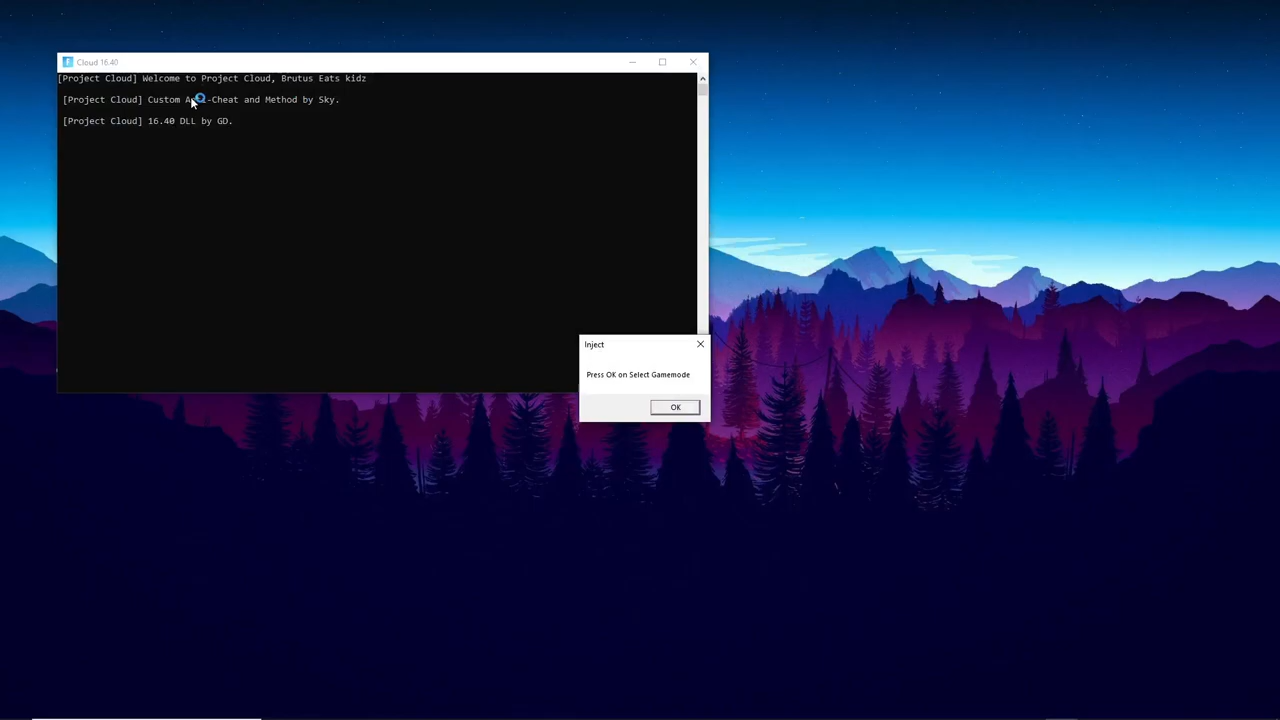 Cloud 16.40
[Project Cloud] Welcome to Project Cloud, Brutus Eats kidz
[Project Cloud] Custom -Cheat and Method by Sky.
[Project Cloud] 16.40 DLL by GD.
Inject
Press OK on Select Gamemode
OK